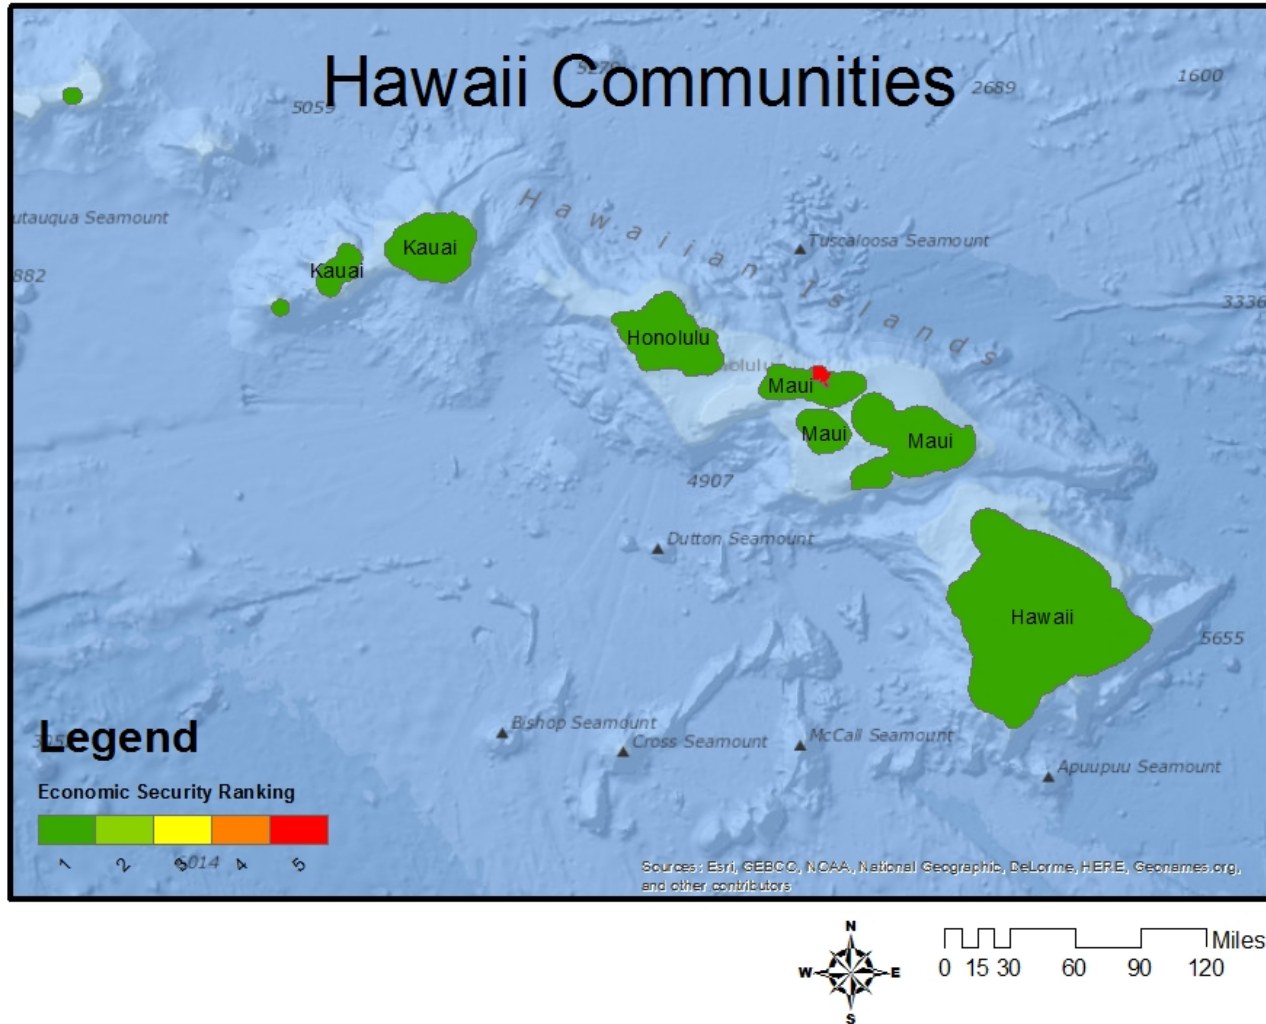 Hawaii Communities
5279
1600
2689
5059
utauqua Seamount
882
Hawaiian Islands
Tuscaloosa Seamount
3336
Kauai
Kauai
Honolulu
olulu
Maui
Maui
Maui
4907
Dutton Seamount
Hawaii
5655
Bishop Seamount
Cross Seamount
McCall Seamount
Apuupuu Seamount
Legend
Economic Security Ranking
1 2 3 4 5
014
Sources: Esri, GEBCO, NOAA, National Geographic, DeLorme, HERE, Geonames.org,
and other contributors
N
W E
S
0 15 30 60 90 120 Miles